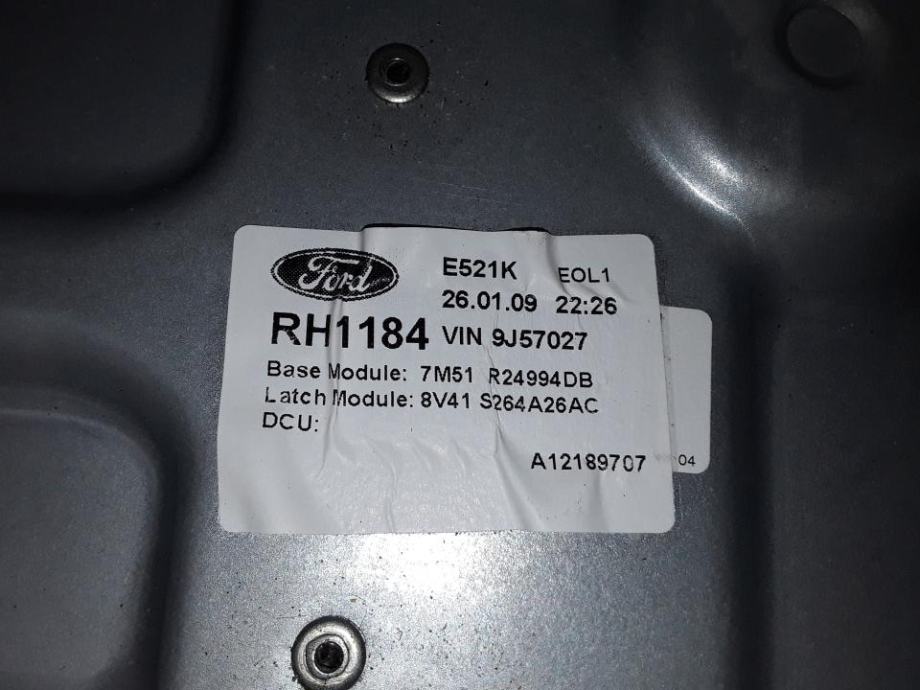 Ford
E521K EOL1
26.01.09 22:26
RH1184 VIN 9J57027
Base Module: 7M51 R24994DB
Latch Module: 8V41 S264A26AC
DCU:
A12189707
04